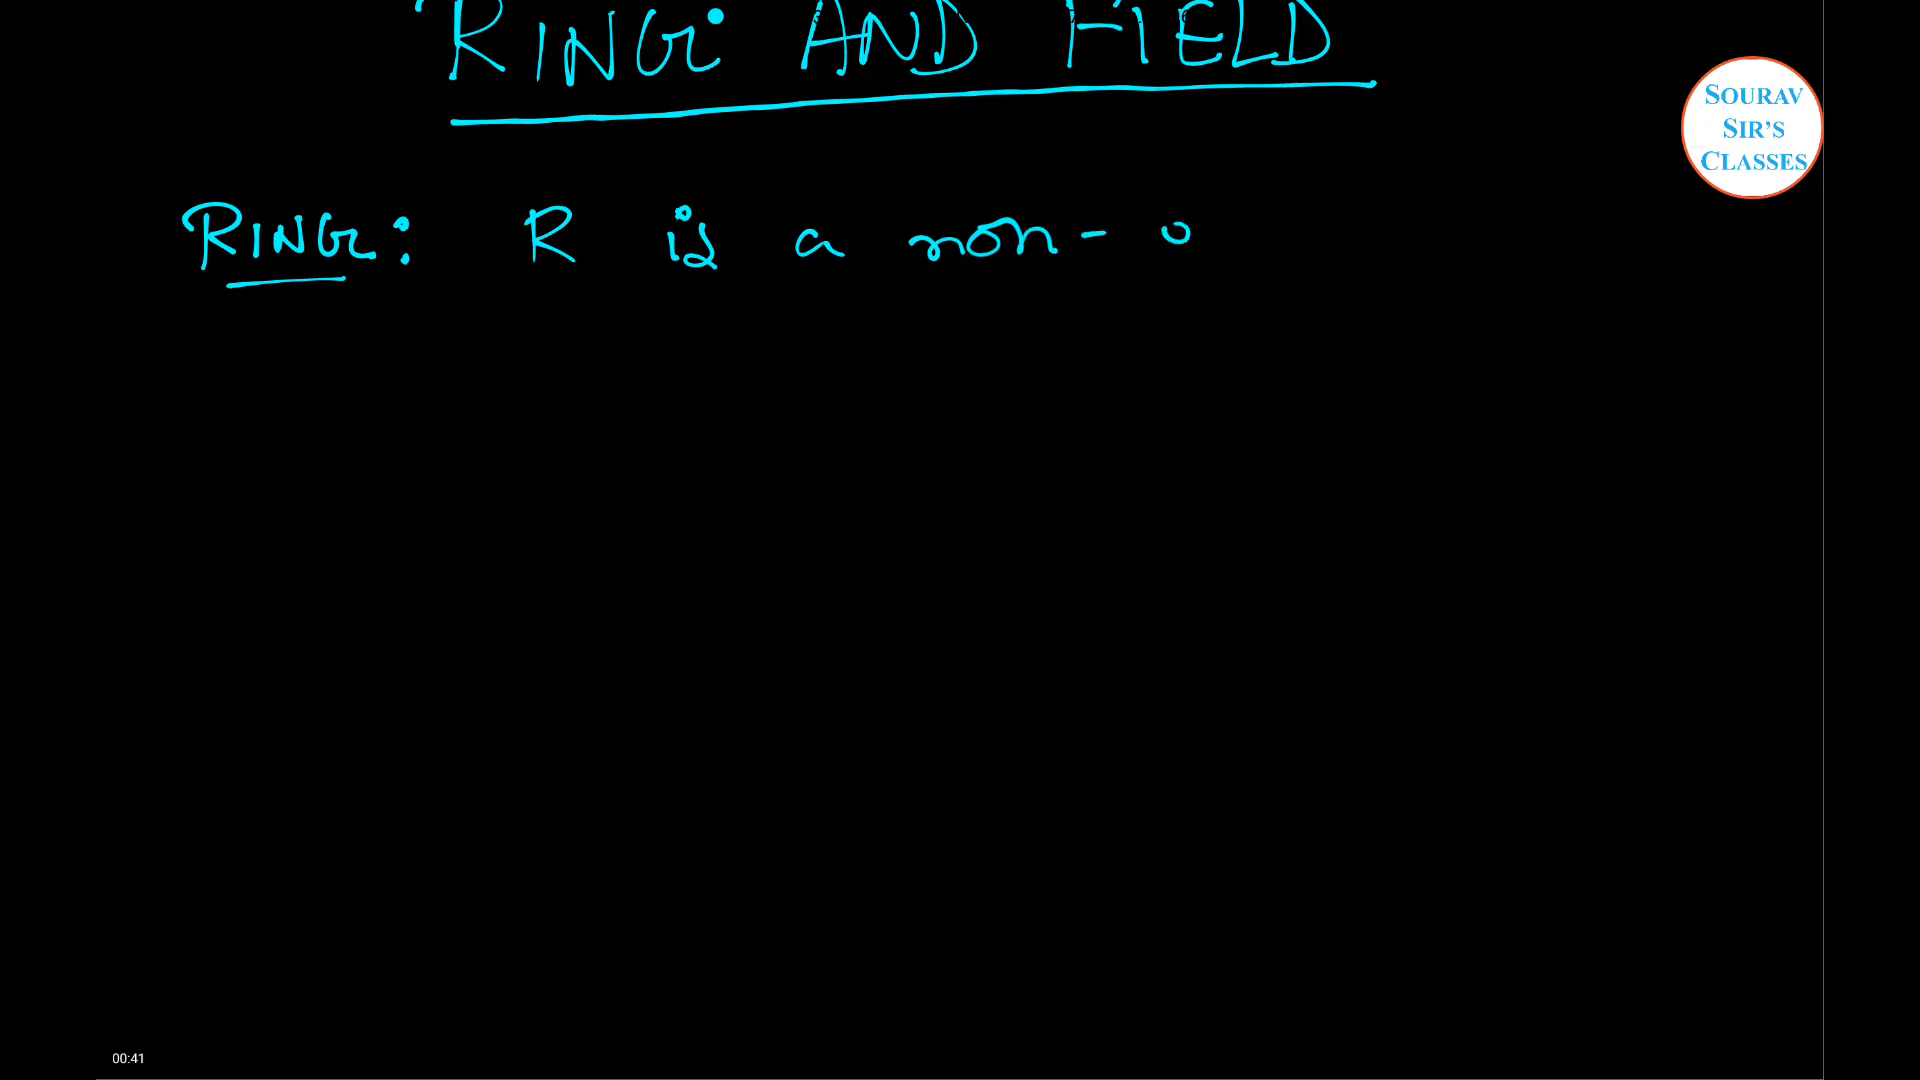 RING AND FIELD
SOURAV
SIR'S
CLASSES
RING: R is a non-
00:41